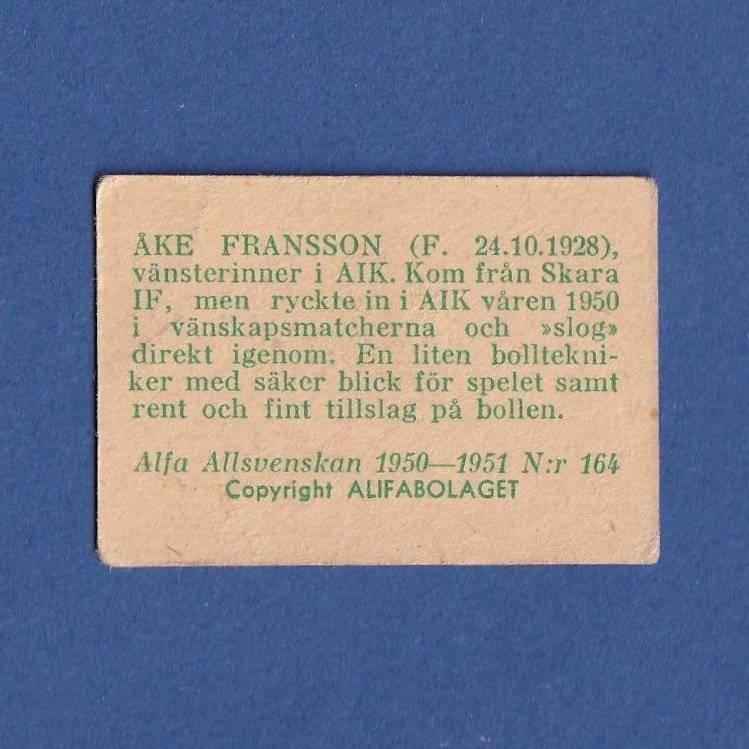 ÅKE FRANSSON (F. 24.10.1928),
vänsterinner i AIK. Kom från Skara
IF, men ryckte in i AIK våren 1950
i vänskapsmatcherna och »slog»
direkt igenom. En liten bolltekni-
ker med säker blick för spelet samt
rent och fint tillslag på bollen.
Alfa Allsvenskan 1950—1951 N:r 164
Copyright ALIFABOLAGET